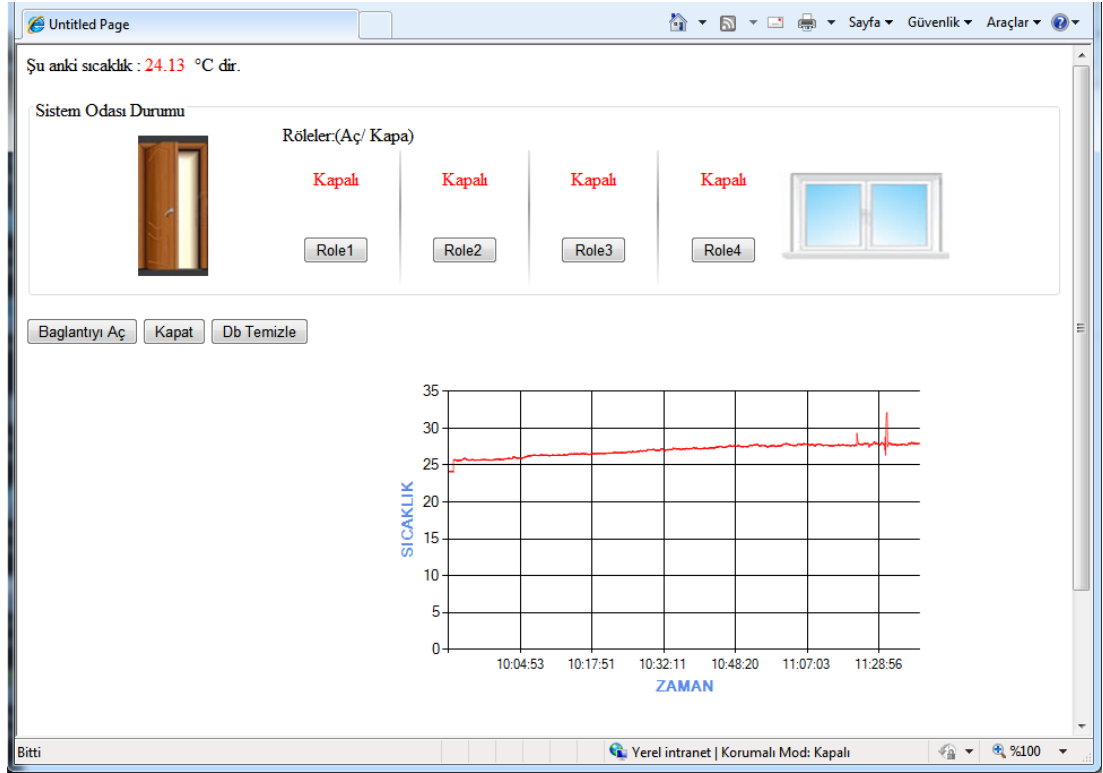 Untitled Page
Sayfa Güvenlik Araçlar
Şu anki sıcaklık : 24.13 °C dir.
Sistem Odası Durumu
Röleler:(Aç/ Kapa)
Kapalı Kapalı Kapalı Kapalı
Role1 Role2 Role3 Role4
Baglantıyı Aç Kapat Db Temizle
35
30
25
20
15
10
5
0
SICAKLIK
10:04:53 10:17:51 10:32:11 10:48:20 11:07:03 11:28:56
ZAMAN
Bitti Yerel intranet | Korumalı Mod: Kapalı %100